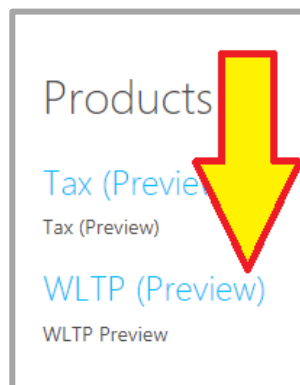 Products
Tax (Preview)
Tax (Preview)
WLTP (Preview)
WLTP Preview